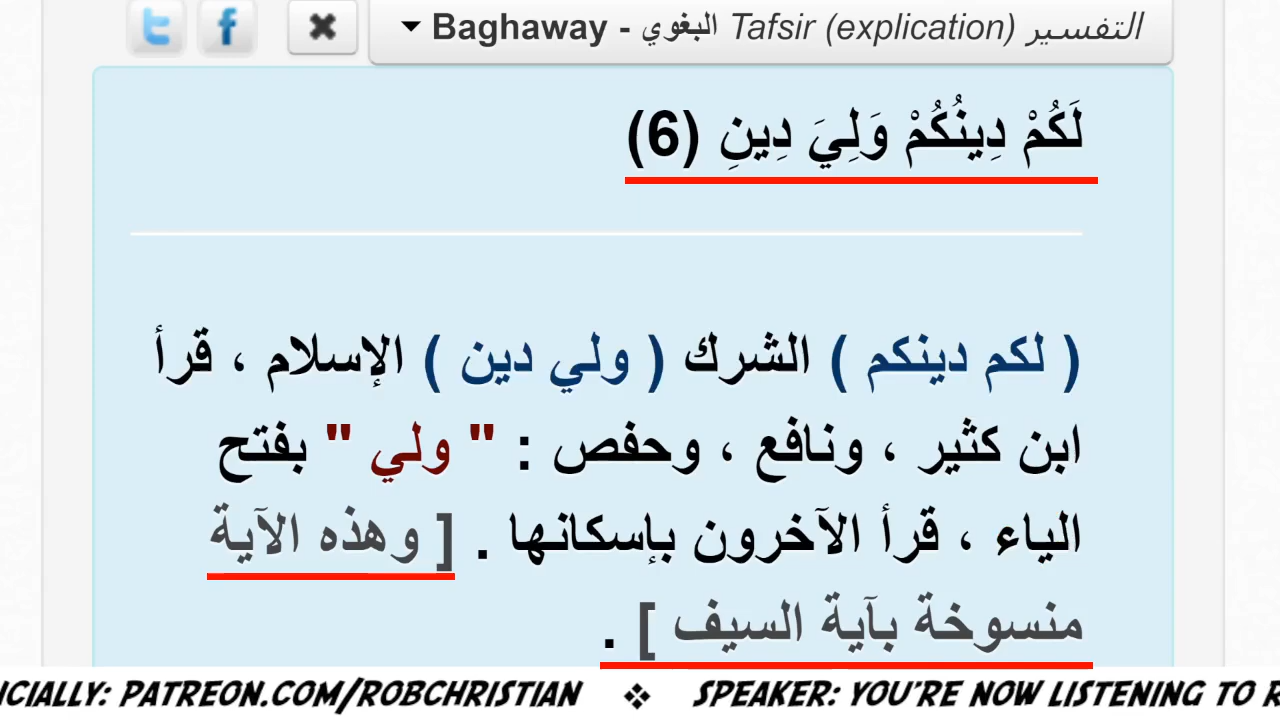 التفسير Tafsir (explication) البغوي - Baghaway
لَكُمْ دِينُكُمْ وَلِيَ دِينِ (6)
( لكم دينكم ) الشرك ( ولي دين ) الإسلام ، قرأ
ابن كثير ، ونافع ، وحفص : " ولي " بفتح
الياء ، قرأ الآخرون بإسكانها . [ وهذه الآية
منسوخة بآية السيف ] .
ICIALLY: PATREON.COM/ROBCHRISTIAN ❖ SPEAKER: YOU'RE NOW LISTENING TO R